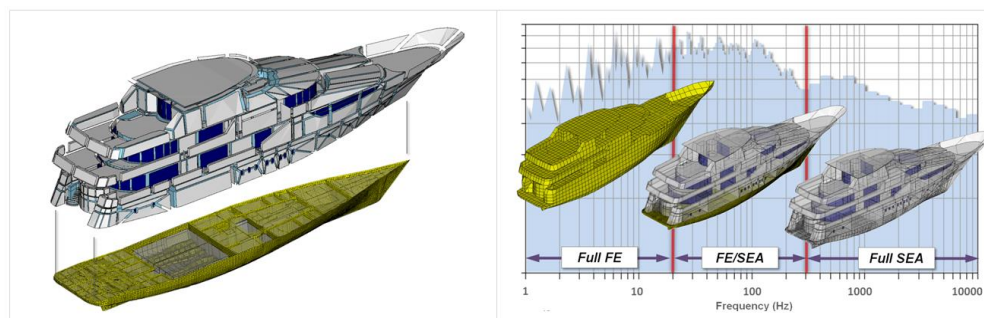 Full FE
FE/SEA
Full SEA
1
10
100
1000
10000
Frequency (Hz)